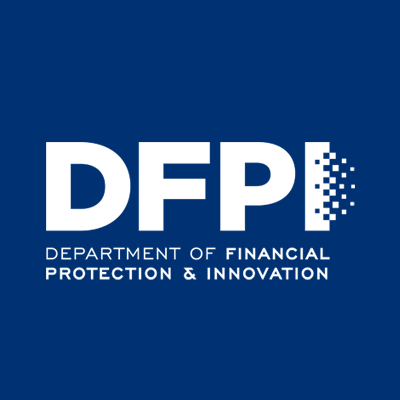 DFPI
DEPARTMENT OF FINANCIAL
PROTECTION & INNOVATION